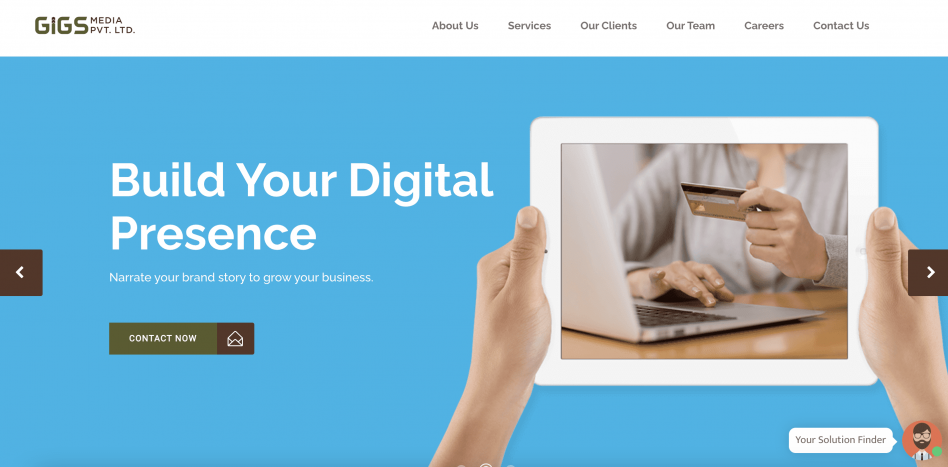 GIGS MEDIA
PVT. LTD.
About Us Services Our Clients Our Team Careers Contact Us
Build Your Digital
Presence
Narrate your brand story to grow your business.
CONTACT NOW
Your Solution Finder